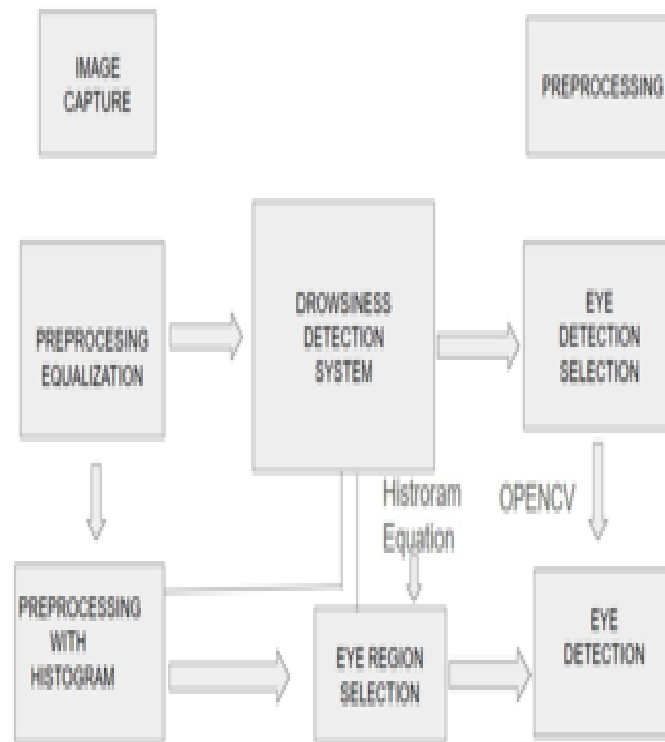 IMAGE
CAPTURE
PREPROCESSING
PREPROCESING
EQUALIZATION
DROWSINESS
DETECTION
SYSTEM
EYE
DETECTION
SELECTION
Histroram
Equation
OPENCV
PREPROCESSING
WITH
HISTOGRAM
EYE REGION
SELECTION
EYE
DETECTION